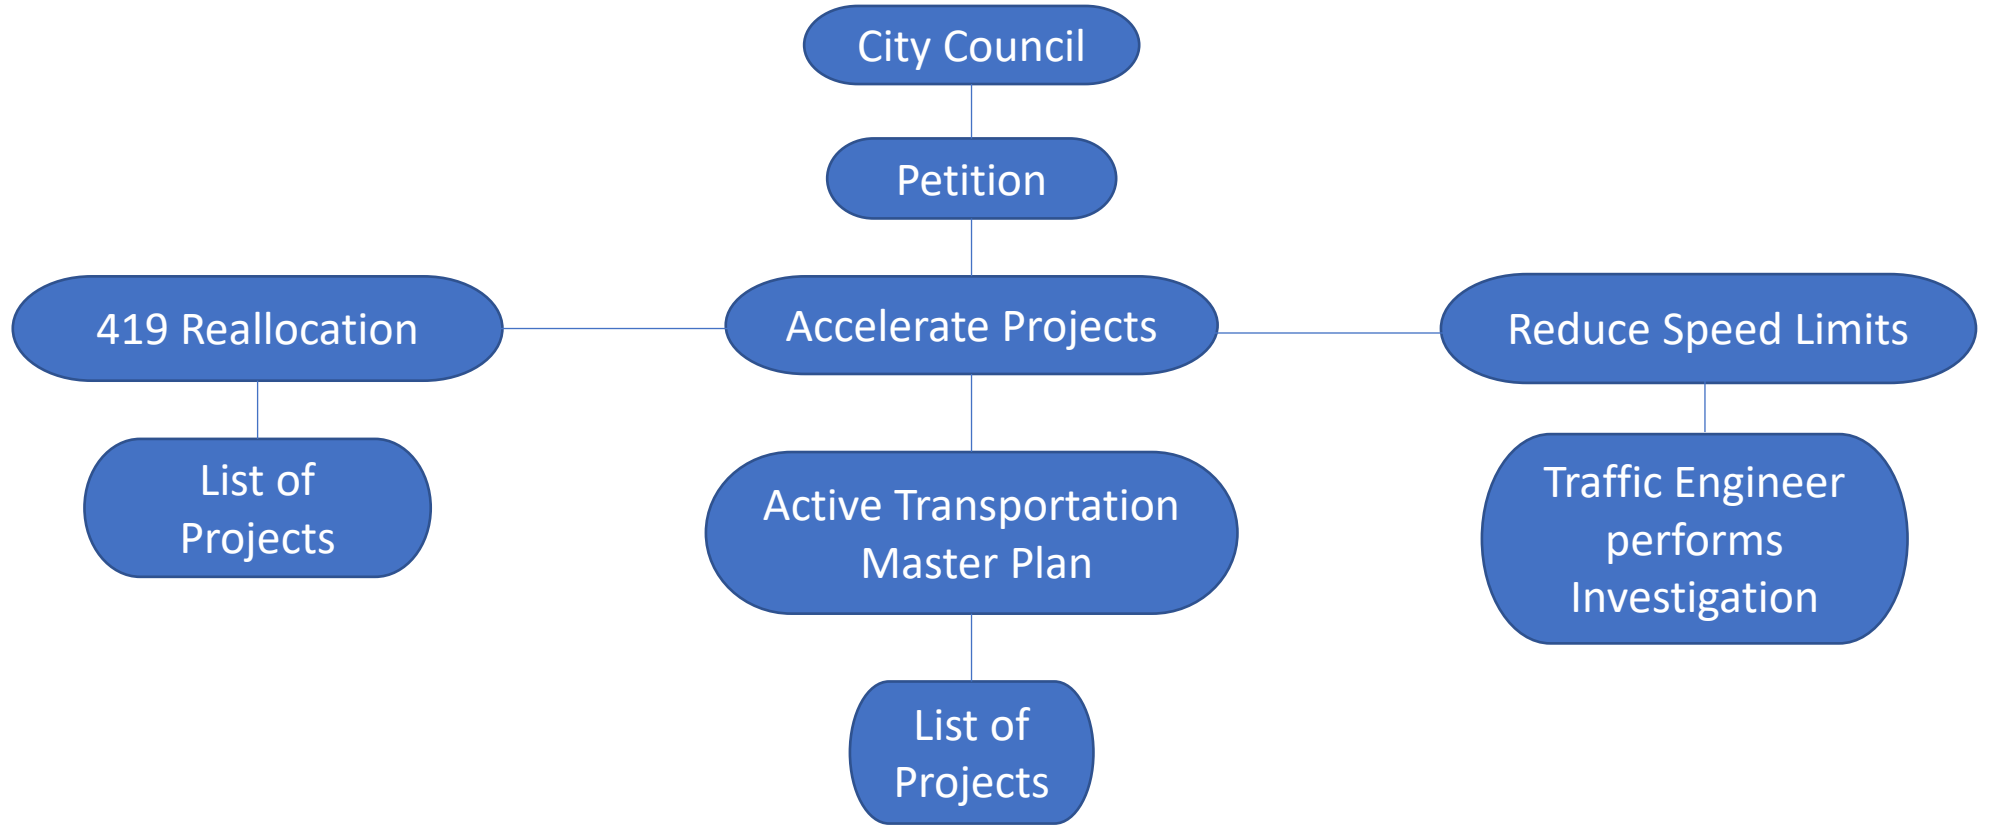 City Council
Petition
419 Reallocation
Accelerate Projects
Reduce Speed Limits
List of
Projects
Active Transportation
Master Plan
Traffic Engineer
performs
Investigation
List of
Projects